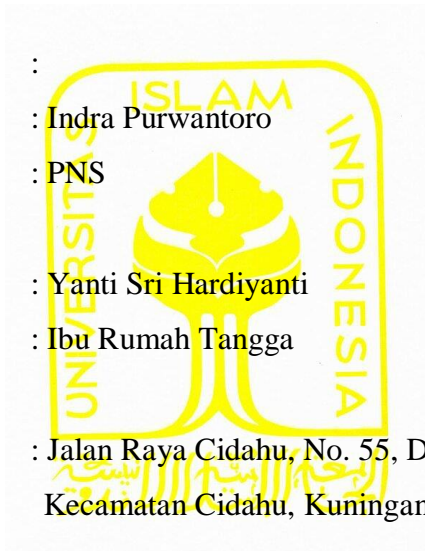 :
: Indra Purwantoro
: PNS
: Yanti Sri Hardiyanti
: Ibu Rumah Tangga
: Jalan Raya Cidahu, No. 55, D
Kecamatan Cidahu, Kuningan
UNIVERSITAS
ISLAM
INDONESIA